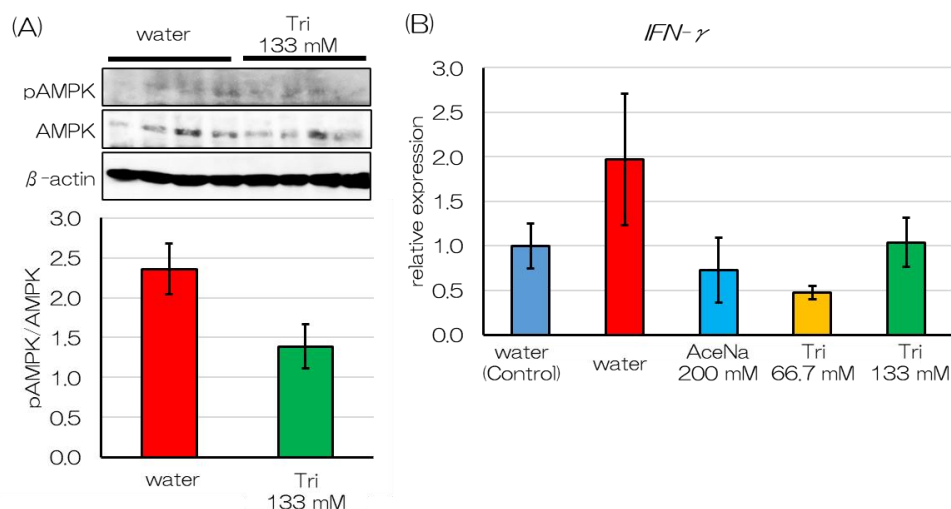 (A)
water
Tri
133 mM
pAMPK
AMPK
β-actin
pAMPK/AMPK
3.0
2.5
2.0
1.5
1.0
0.5
0.0
water
Tri
133 mM
(B)
IFN-γ
relative expression
3.0
2.5
2.0
1.5
1.0
0.5
0.0
water
(Control)
water
AceNa
200 mM
Tri
66.7 mM
Tri
133 mM